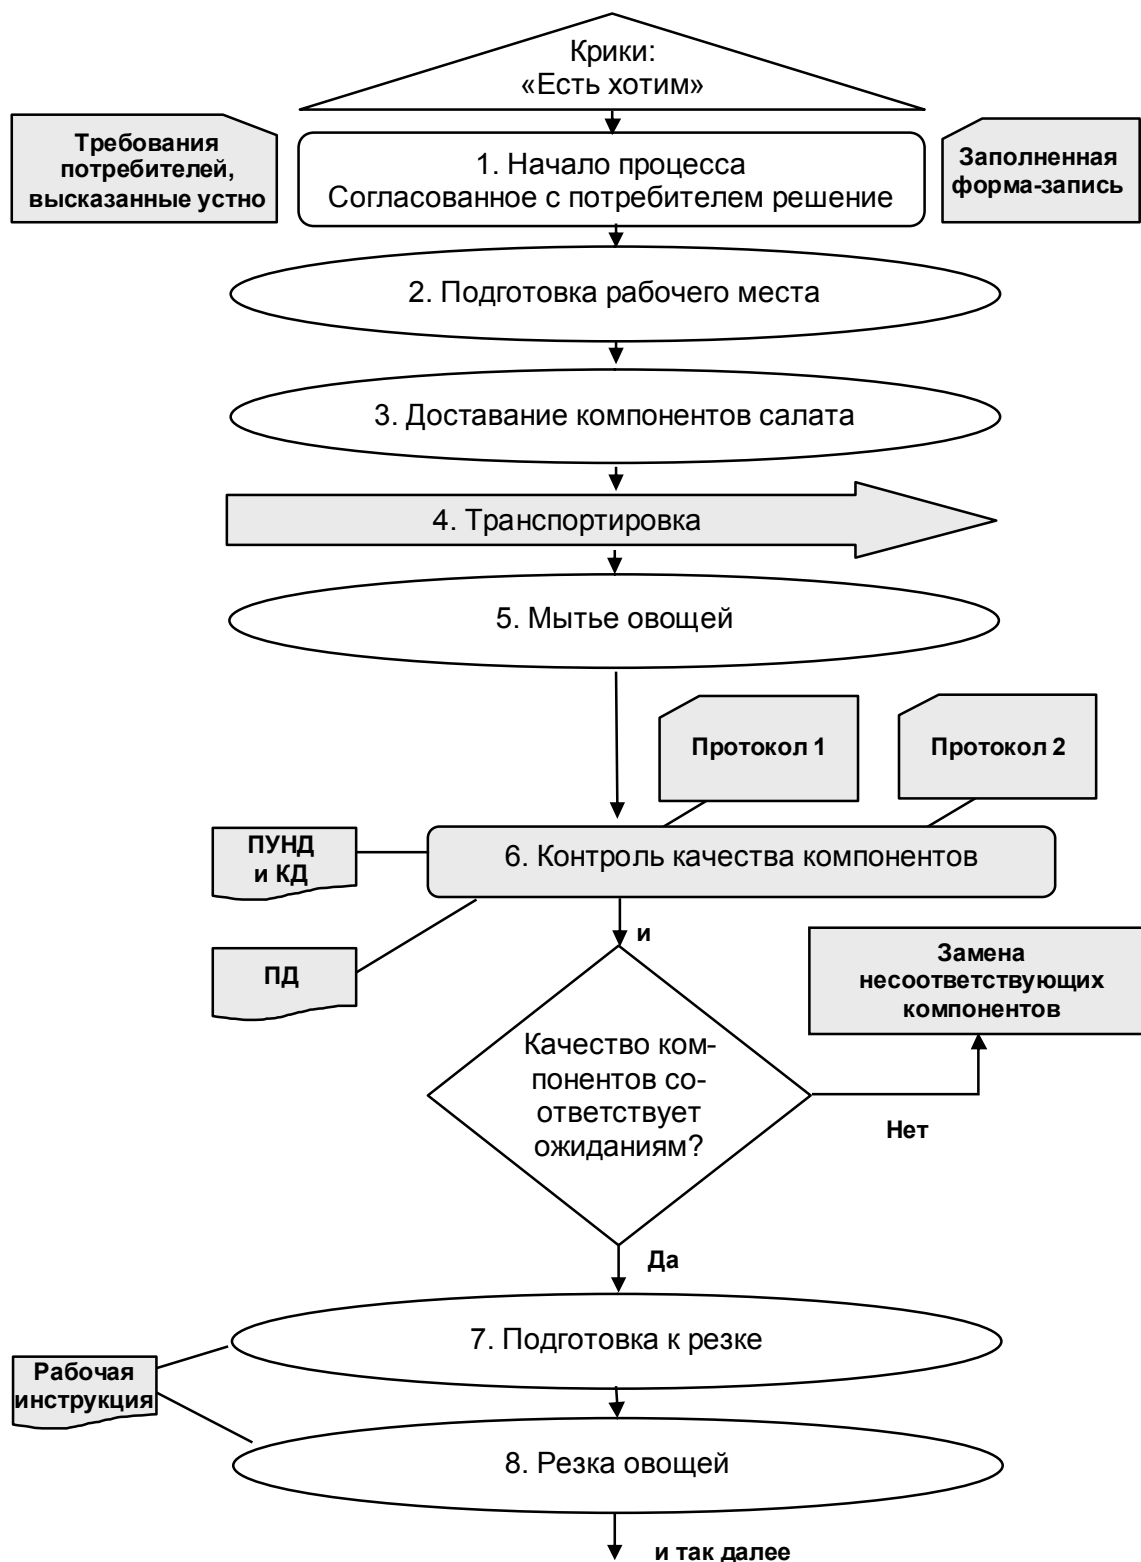 Крики:
«Есть хотим»
Требования
потребителей,
высказанные устно
1. Начало процесса
Согласованное с потребителем решение
Заполненная
форма-запись
2. Подготовка рабочего места
3. Доставание компонентов салата
4. Транспортировка
5. Мытье овощей
Протокол 1
Протокол 2
ПУНД
и КД
6. Контроль качества компонентов
ПД
и
Замена
несоответствующих
компонентов
Качество ком-
понентов со-
ответствует
ожиданиям?
Нет
Да
7. Подготовка к резке
Рабочая
инструкция
8. Резка овощей
и так далее